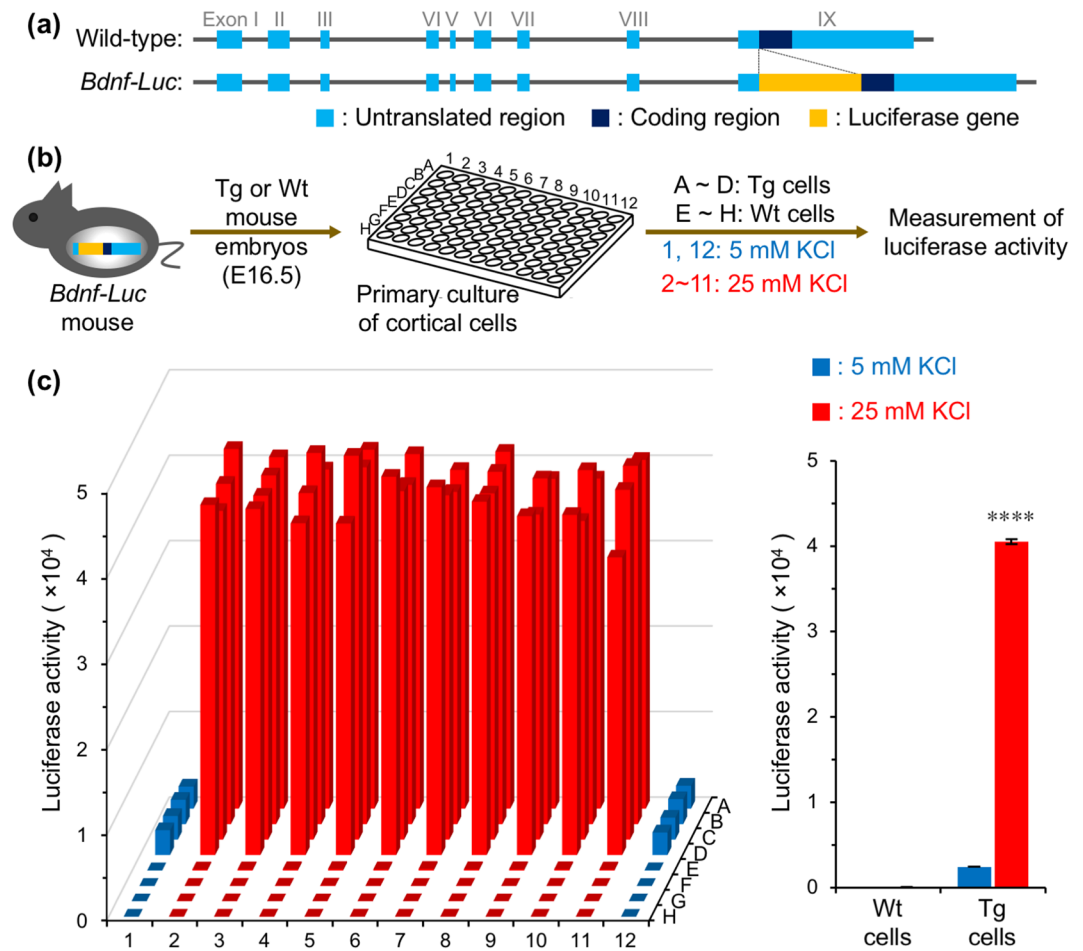 (a)
Exon I II III VI V VI VII VIII IX
Wild-type:
Bdnf-Luc:
: Untranslated region : Coding region : Luciferase gene
(b)
Tg or Wt
mouse
embryos
(E16.5)
Bdnf-Luc
mouse
A B C D E F G H
1 2 3 4 5 6 7 8 9 10 11 12
Primary culture
of cortical cells
A ~ D: Tg cells
E ~ H: Wt cells
1, 12: 5 mM KCl
2~11: 25 mM KCl
Measurement of
luciferase activity
(c)
Luciferase activity ( ×10⁴ )
5
4
3
2
1
0
1 2 3 4 5 6 7 8 9 10 11 12
A
B
C
D
E
F
G
H
: 5 mM KCl
: 25 mM KCl
Luciferase activity ( ×10⁴ )
5
4
3
2
1
0
****
Wt
cells
Tg
cells